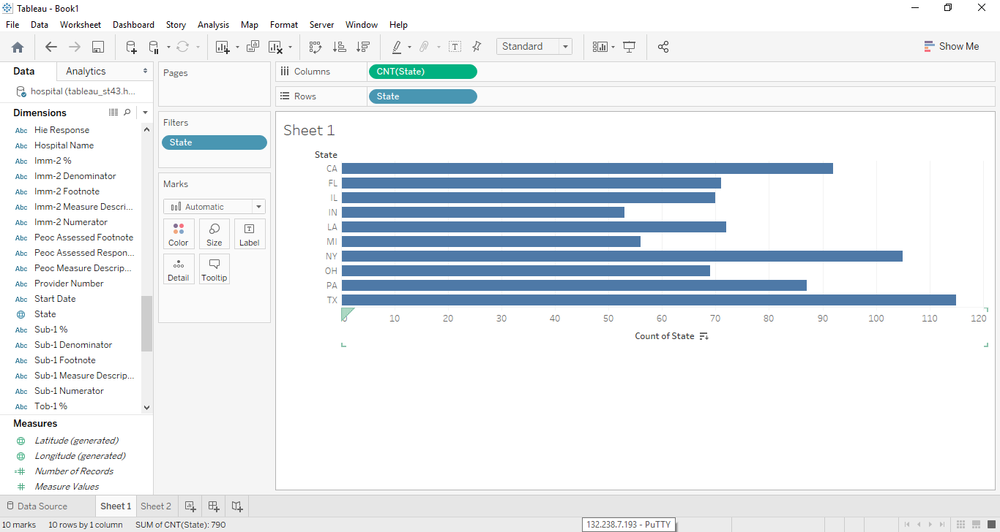 Tableau - Book1
File Data Worksheet Dashboard Story Analysis Map Format Server Window Help
Standard
Show Me
Data
Analytics
hospital (tableau_st43.h...
Dimensions
Abc Hie Response
Abc Hospital Name
Abc Imm-2 %
Abc Imm-2 Denominator
Abc Imm-2 Footnote
Abc Imm-2 Measure Descri...
Abc Imm-2 Numerator
Abc Peoc Assessed Footnote
Abc Peoc Assessed Respon...
Abc Peoc Measure Descrip...
Abc Provider Number
Abc Start Date
State
Abc Sub-1 %
Abc Sub-1 Denominator
Abc Sub-1 Footnote
Abc Sub-1 Measure Descrip...
Abc Sub-1 Numerator
Abc Tob-1 %
Measures
Latitude (generated)
Longitude (generated)
=# Number of Records
# Measure Values
Pages
Filters
State
Marks
Automatic
Color Size T Label
Detail Tooltip
Columns CNT(State)
Rows State
Sheet 1
State
CA
FL
IL
IN
LA
MI
NY
OH
PA
TX
0 10 20 30 40 50 60 70 80 90 100 110 120
Count of State
Data Source Sheet 1 Sheet 2
10 marks 10 rows by 1 column SUM of CNT(State): 790
132.238.7.193 - PuTTY